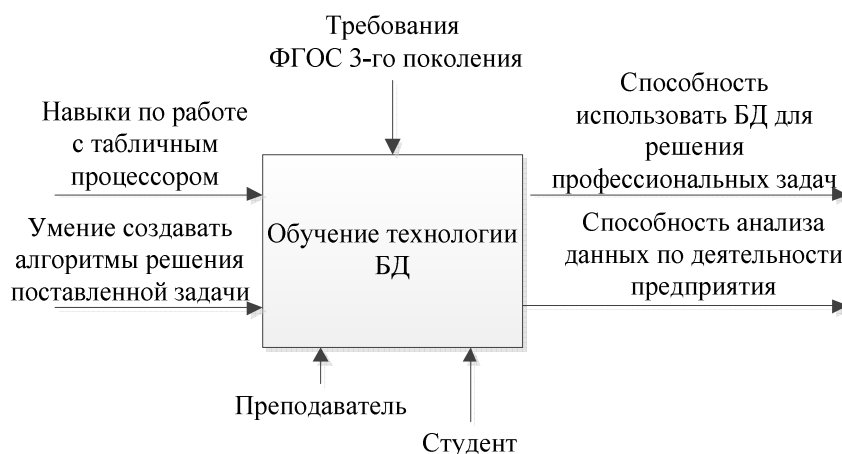 Требования
ФГОС 3-го поколения
Навыки по работе
с табличным
процессором
Умение создавать
алгоритмы решения
поставленной задачи
Обучение технологии
БД
Способность
использовать БД для
решения
профессиональных задач
Способность анализа
данных по деятельности
предприятия
Преподаватель
Студент